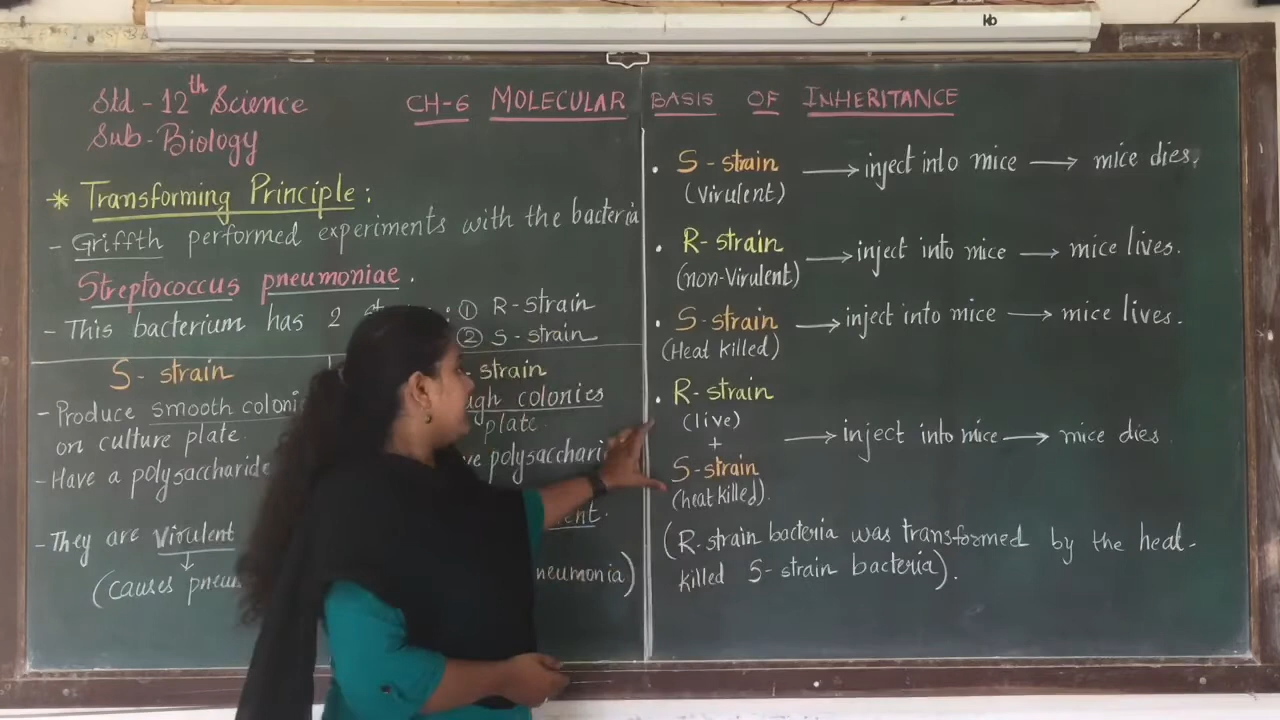 Std - 12th Science
Sub - Biology
CH-6 MOLECULAR BASIS OF INHERITANCE
* Transforming Principle :
- Griffth performed experiments with the bacteria
Streptococcus pneumoniae .
- This bacterium has 2 : ① R-Strain
② S-strain
S- strain
- Produce smooth
on culture plate.
- Have a polysaccharide
- They are Virulent
↓
(causes
- strain
colonies
plate.
neumonia)
. S-strain ⟶ inject into mice ⟶ mice dies.
(Virulent)
. R-strain ⟶ inject into mice ⟶ mice lives.
(non-Virulent)
. S-strain ⟶ inject into mice ⟶ mice lives.
(Heat killed)
. R-strain
(live)
+ ⟶ inject into mice ⟶ mice dies
S-strain
(heat killed).
(R-strain bacteria was transformed by the heat-
killed S-strain bacteria).